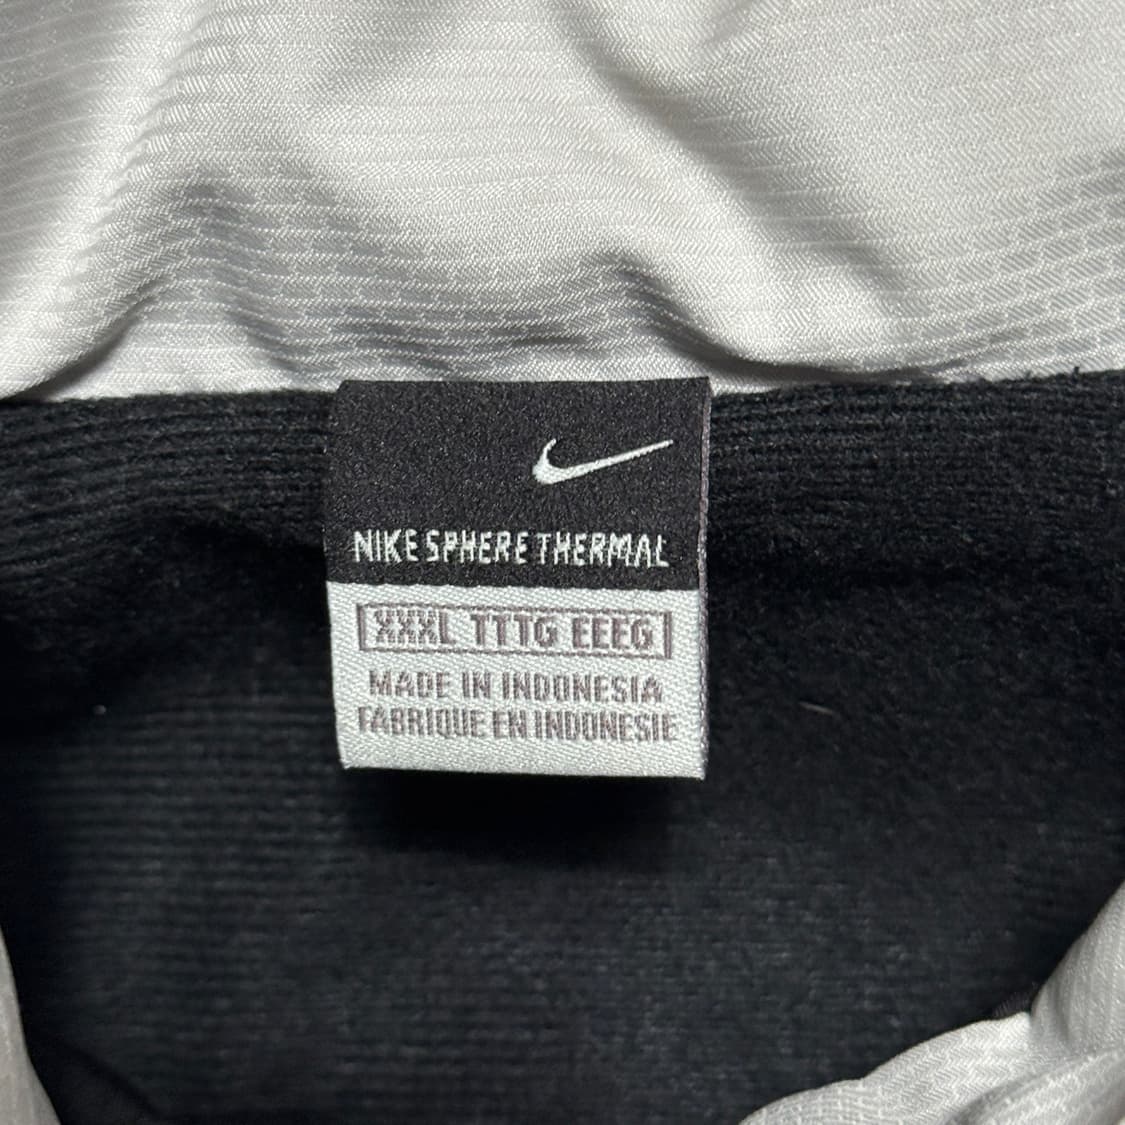 NIKE SPHERE THERMAL
XXXL TTTG EEEG
MADE IN INDONESIA
FABRIQUE EN INDONESIE